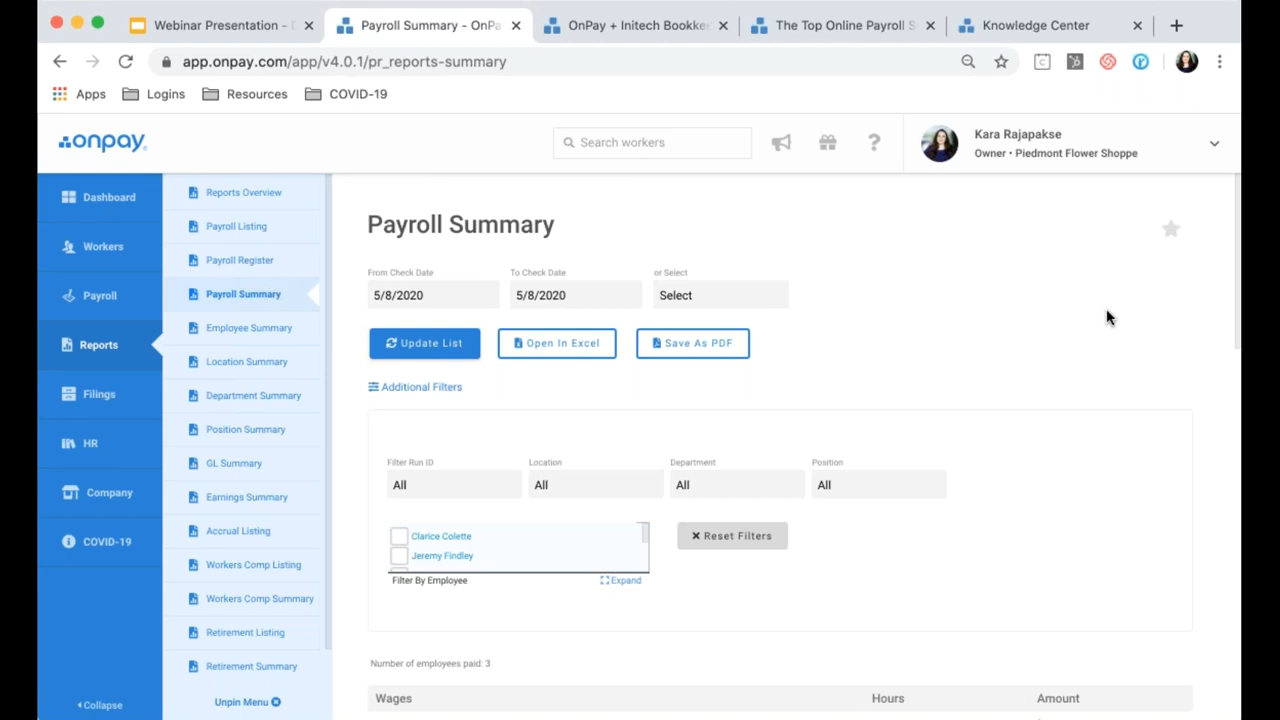 Webinar Presentation -
Payroll Summary - OnPa
OnPay + Initech Bookke
The Top Online Payroll S
Knowledge Center
app.onpay.com/app/v4.0.1/pr_reports-summary
Apps
Logins
Resources
COVID-19
onpay
Search workers
?
Kara Rajapakse
Owner • Piedmont Flower Shoppe
Dashboard
Workers
Payroll
Reports
Filings
HR
Company
COVID-19
Collapse
Reports Overview
Payroll Listing
Payroll Register
Payroll Summary
Employee Summary
Location Summary
Department Summary
Position Summary
GL Summary
Earnings Summary
Accrual Listing
Workers Comp Listing
Workers Comp Summary
Retirement Listing
Retirement Summary
Unpin Menu
Payroll Summary
From Check Date To Check Date or Select
5/8/2020 5/8/2020 Select
Update List Open In Excel Save As PDF
Additional Filters
Filter Run ID Location Department Position
All All All All
Clarice Colette
Jeremy Findley
Reset Filters
Filter By Employee Expand
Number of employees paid: 3
Wages Hours Amount